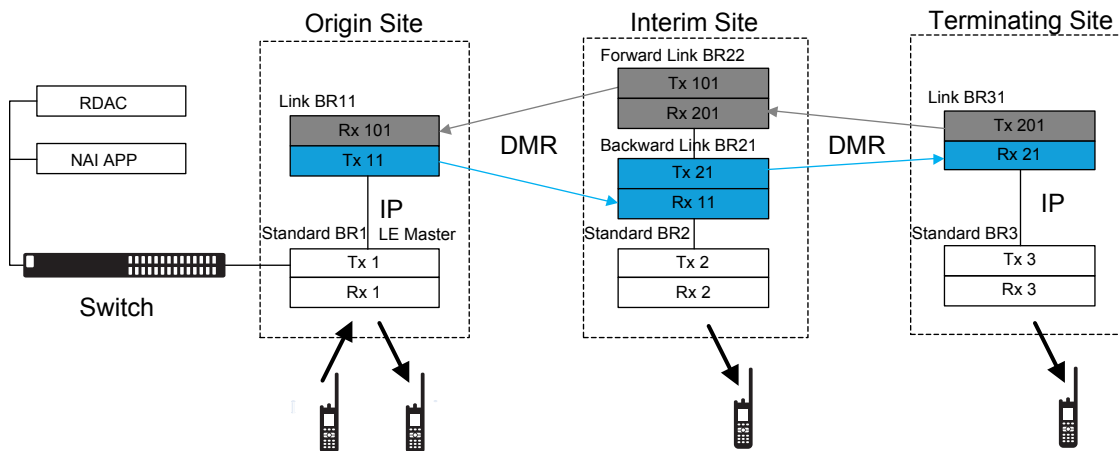 Origin Site
Interim Site
Terminating Site
Forward Link BR22
RDAC
NAI APP
Link BR11
Rx 101
Tx 11
DMR
Tx 101
Rx 201
Backward Link BR21
Tx 21
Rx 11
DMR
Link BR31
Tx 201
Rx 21
IP
IP
Standard BR1
LE Master
Tx 1
Rx 1
Standard BR2
Tx 2
Rx 2
Standard BR3
Tx 3
Rx 3
Switch